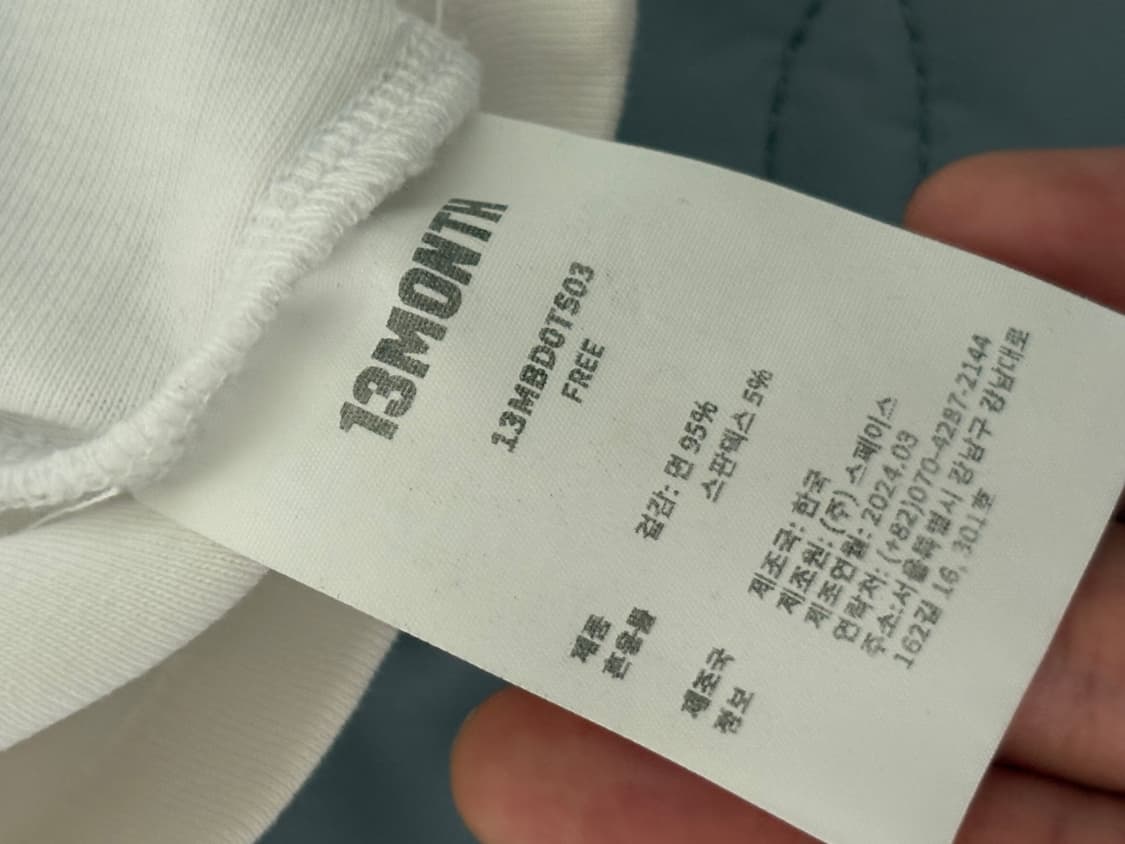 13MONTH
13MBDOTS03
FREE
제품 겉감: 면 95%
혼용률 스판덱스 5%
제조국 제조국: 한국
정보 제조원: (주) 스페이스
제조연월: 2024.03
연락처: (+82)070-4287-2144
주소:서울특별시 강남구 강남대로
162길 16, 301호